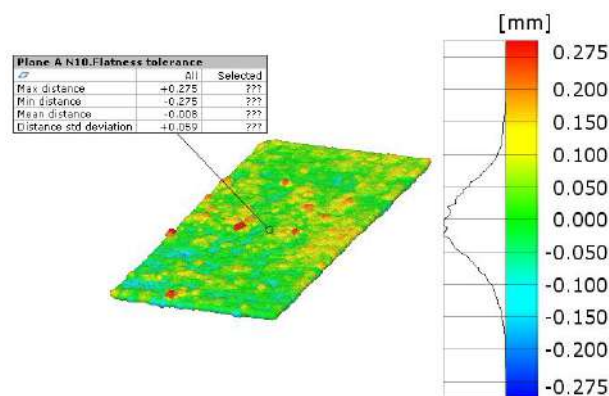 [mm]
Plane A N10.Flatness tolerance
All Selected
Max distance +0.275 ???
Min distance -0.275 ???
Mean distance -0.008 ???
Distance std deviation +0.059 ???
0.275
0.200
0.150
0.100
0.050
0.000
-0.050
-0.100
-0.150
-0.200
-0.275